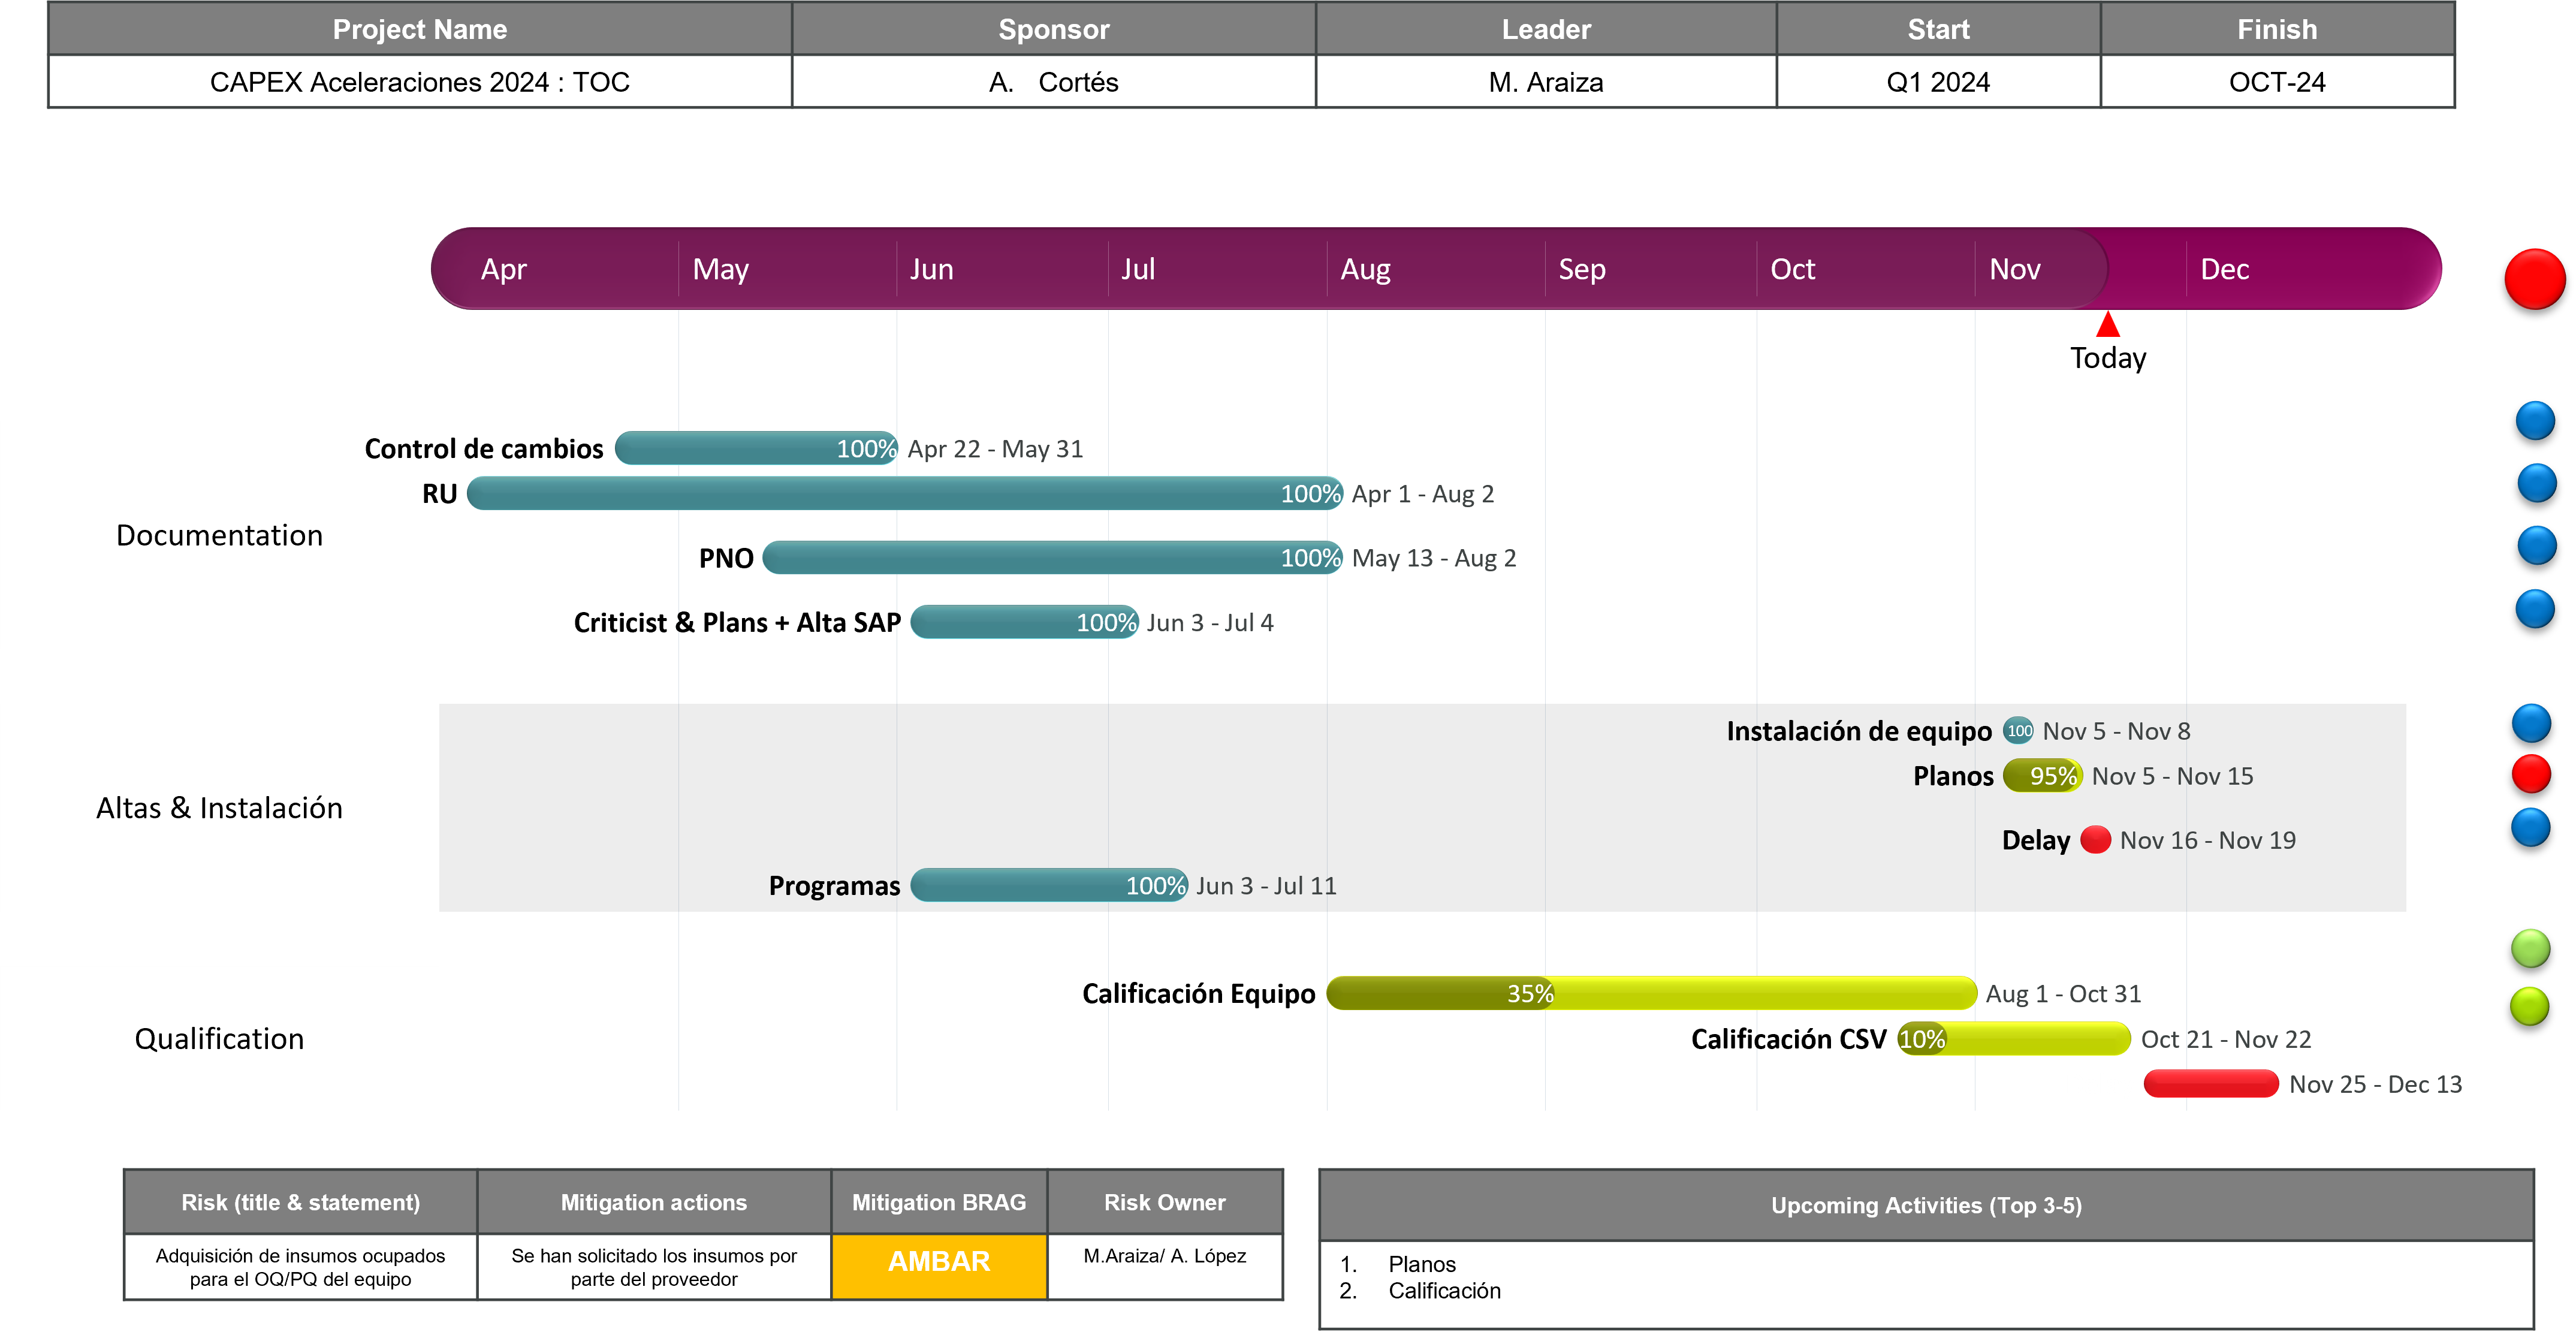 Project Name Sponsor Leader Start Finish
CAPEX Aceleraciones 2024 : TOC A. Cortés M. Araiza Q1 2024 OCT-24
Apr May Jun Jul Aug Sep Oct Nov Dec
Today
Control de cambios 100% Apr 22 - May 31
RU 100% Apr 1 - Aug 2
Documentation
PNO 100% May 13 - Aug 2
Criticist & Plans + Alta SAP 100% Jun 3 - Jul 4
Instalación de equipo 100 Nov 5 - Nov 8
Planos 95% Nov 5 - Nov 15
Altas & Instalación
Delay Nov 16 - Nov 19
Programas 100% Jun 3 - Jul 11
Calificación Equipo 35% Aug 1 - Oct 31
Qualification
Calificación CSV 10% Oct 21 - Nov 22
Nov 25 - Dec 13
Risk (title & statement) Mitigation actions Mitigation BRAG Risk Owner
Adquisición de insumos ocupados
para el OQ/PQ del equipo
Se han solicitado los insumos por
parte del proveedor
AMBAR
M.Araiza/ A. López
Upcoming Activities (Top 3-5)
1. Planos
2. Calificación